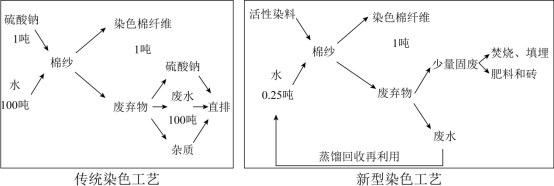 硫酸钠
1吨
水
100吨
棉纱
染色棉纤维
1吨
废弃物
硫酸钠
废水
100吨
杂质
直排
传统染色工艺
活性染料
水
0.25吨
棉纱
染色棉纤维
1吨
废弃物
少量固废
焚烧、填埋
肥料和砖
废水
蒸馏回收再利用
新型染色工艺